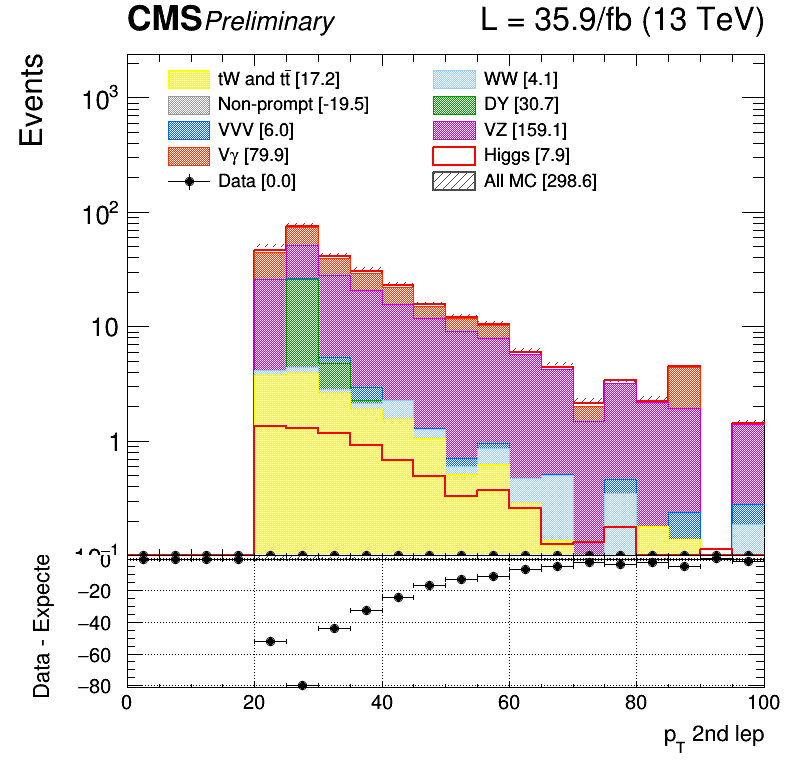 CMS Preliminary L = 35.9/fb (13 TeV)
Events
tW and tt̄ [17.2] WW [4.1]
Non-prompt [-19.5] DY [30.7]
VVV [6.0] VZ [159.1]
Vγ [79.9] Higgs [7.9]
Data [0.0] All MC [298.6]
10³
10²
10
1
Data - Expecte
0
−20
−40
−60
−80
0 20 40 60 80 100
p_T 2nd lep